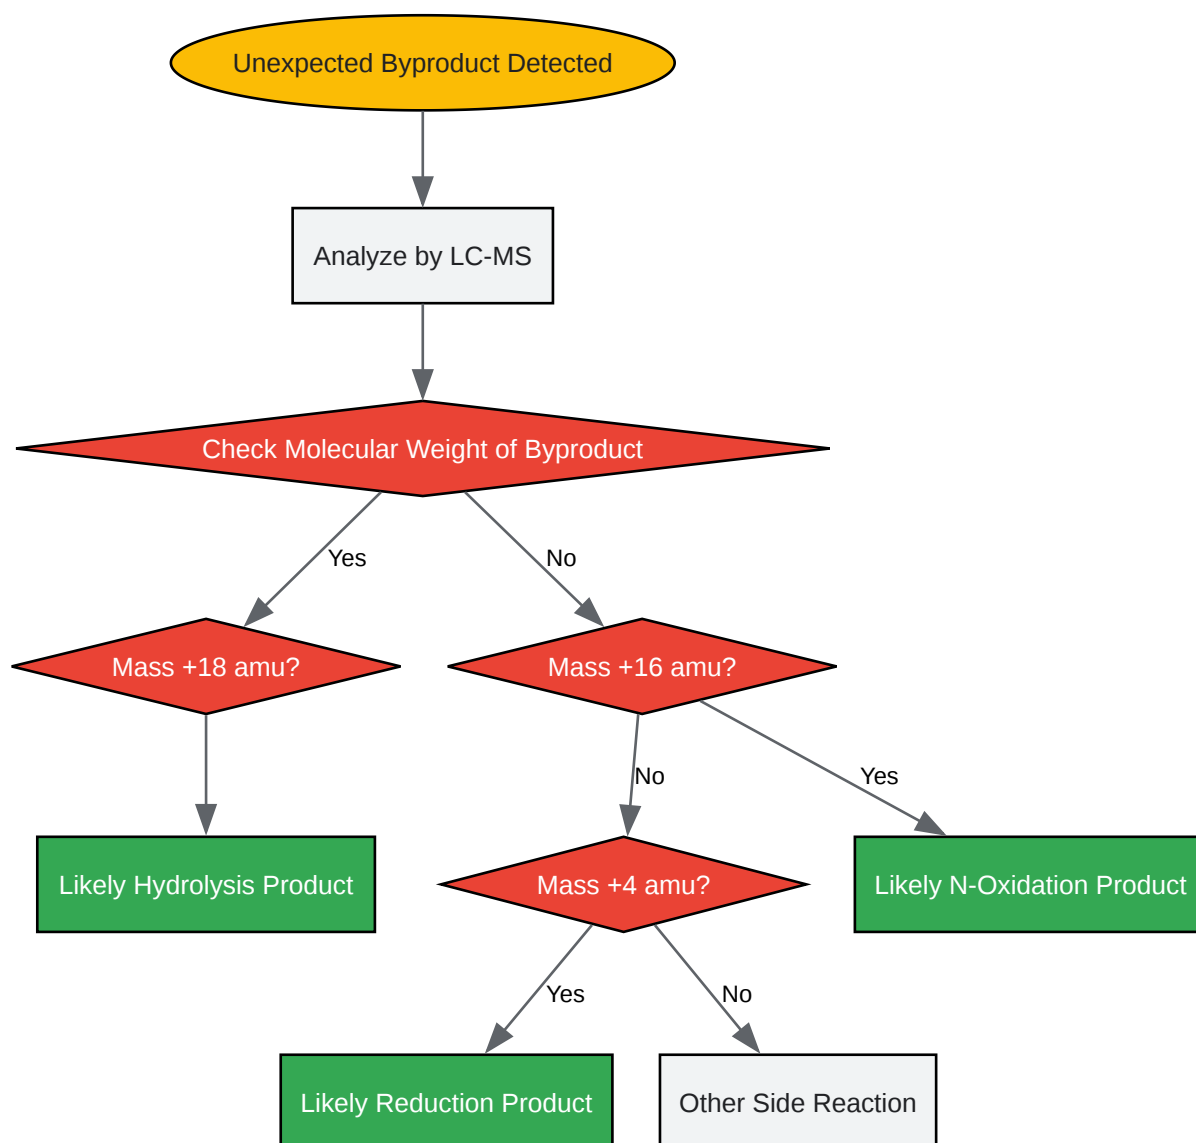 Unexpected Byproduct Detected
Analyze by LC-MS
Check Molecular Weight of Byproduct
Yes
No
Mass +18 amu?
Mass +16 amu?
No
Yes
Likely Hydrolysis Product
Mass +4 amu?
Likely N-Oxidation Product
Yes
No
Likely Reduction Product
Other Side Reaction